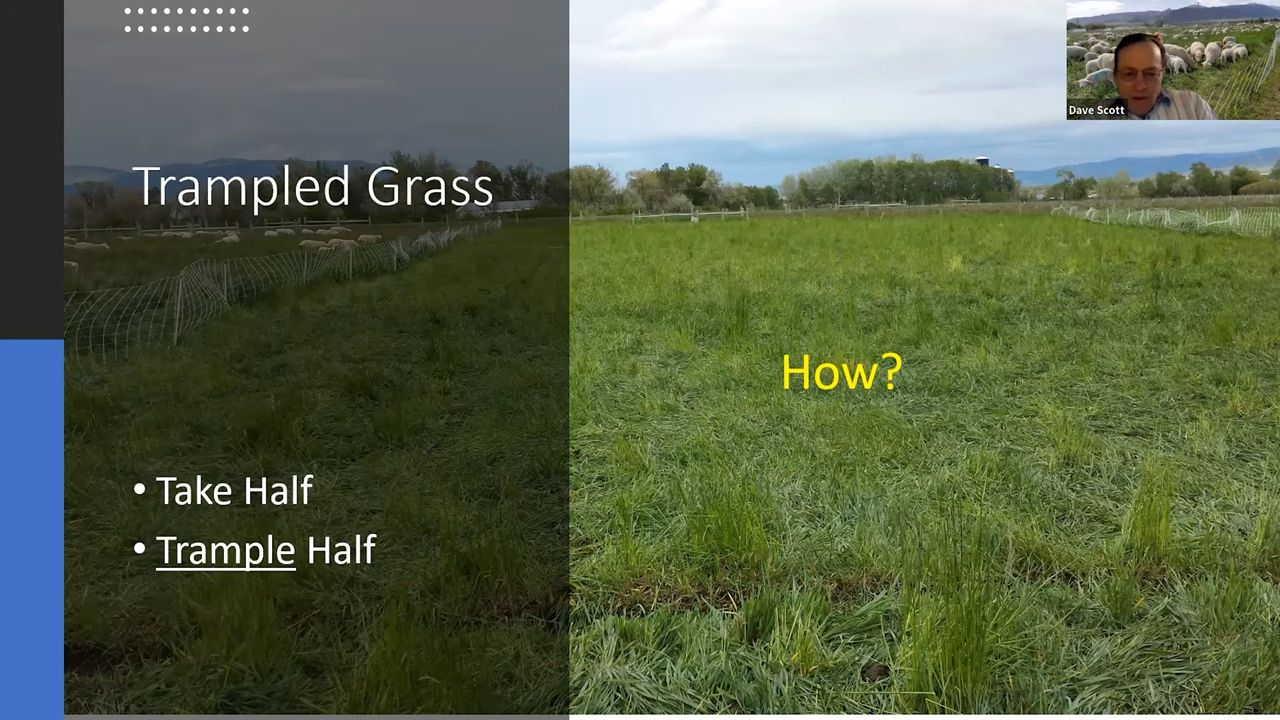 Trampled Grass
• Take Half
• Trample Half
How?
Dave Scott